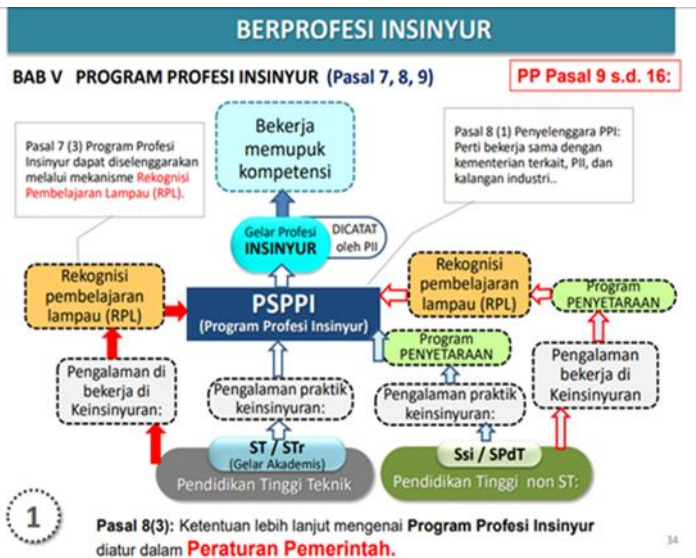 BERPROFESI INSINYUR
BAB V PROGRAM PROFESI INSINYUR (Pasal 7, 8, 9)
PP Pasal 9 s.d. 16:
Pasal 7 (3) Program Profesi
Insinyur dapat diselenggarakan
melalui mekanisme Rekognisi
Pembelajaran Lampau (RPL).
Bekerja
memupuk
kompetensi
Pasal 8 (1) Penyelenggara PPI:
Perti bekerja sama dengan
kementerian terkait, PII, dan
kalangan industri..
Gelar Profesi
INSINYUR
DICATAT
oleh PII
Rekognisi
pembelajaran
lampau (RPL)
PSPPI
(Program Profesi Insinyur)
Rekognisi
pembelajaran
lampau (RPL)
Program
PENYETARAAN
Program
PENYETARAAN
Pengalaman di
bekerja di
Keinsinyuran:
Pengalaman praktik
keinsinyuran:
Pengalaman praktik
keinsinyuran:
Pengalaman
bekerja di
Keinsinyuran
ST / STr
(Gelar Akademis)
Pendidikan Tinggi Teknik
Ssi / SPdT
Pendidikan Tinggi non ST:
1
Pasal 8(3): Ketentuan lebih lanjut mengenai Program Profesi Insinyur
diatur dalam Peraturan Pemerintah.
34